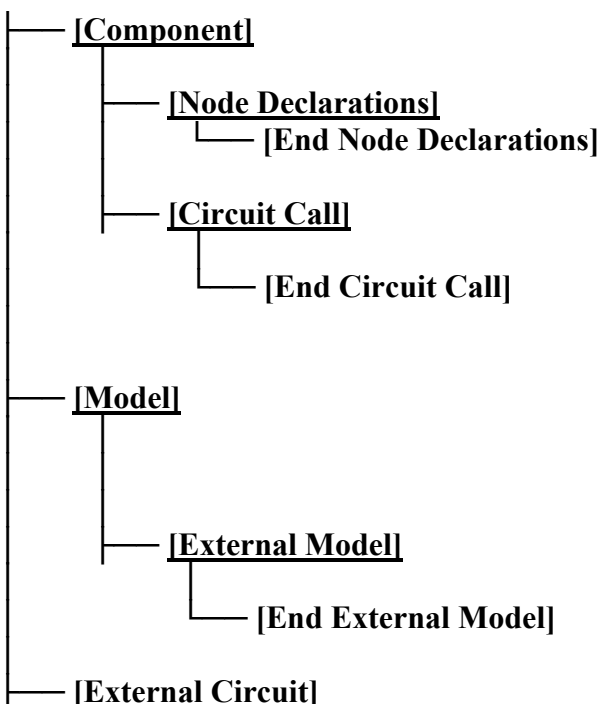 [Component]
[Node Declarations]
[End Node Declarations]
[Circuit Call]
[End Circuit Call]
[Model]
[External Model]
[End External Model]
[External Circuit]